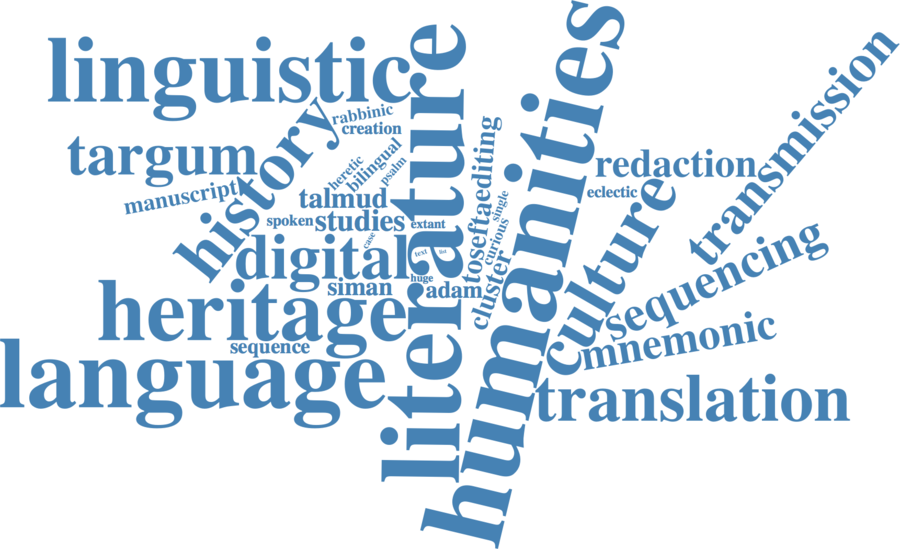 linguistic
literature
humanities
transmission
history
rabbinic
creation
targum
heretic
bilingual
psalm
manuscript
talmud
spoken
studies
extant
editing
tosefta
single
curious
redaction
eclectic
culture
digital
case
text
list
huge
siman
adam
cluster
sequencing
heritage
sequence
mnemonic
language
translation